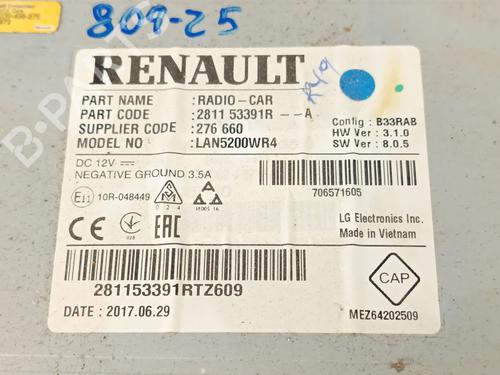 809-25
RENAULT
R49
PART NAME : RADIO-CAR
PART CODE : 2811 53391R -- A
SUPPLIER CODE : 276 660
MODEL NO : LAN5200WR4
Config : B33RAB
HW Ver : 3.1.0
SW Ver : 8.0.5
DC 12V
NEGATIVE GROUND 3.5A
E11 10R-048449
706571605
CE
EAC
LG Electronics Inc.
Made in Vietnam
CAP
281153391RTZ609
DATE : 2017.06.29
MEZ64202509